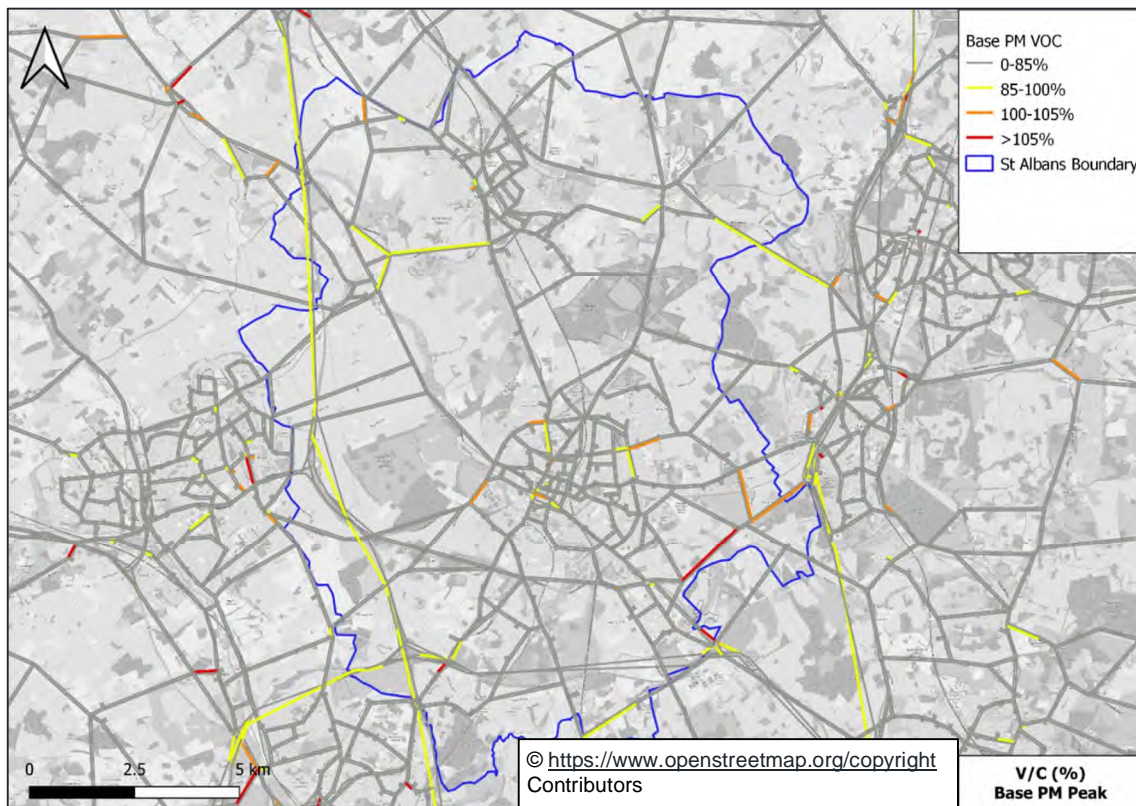 Base PM VOC
0-85%
85-100%
100-105%
>105%
St Albans Boundary
0 2.5 5 km
© https://www.openstreetmap.org/copyright
Contributors
V/C (%)
Base PM Peak